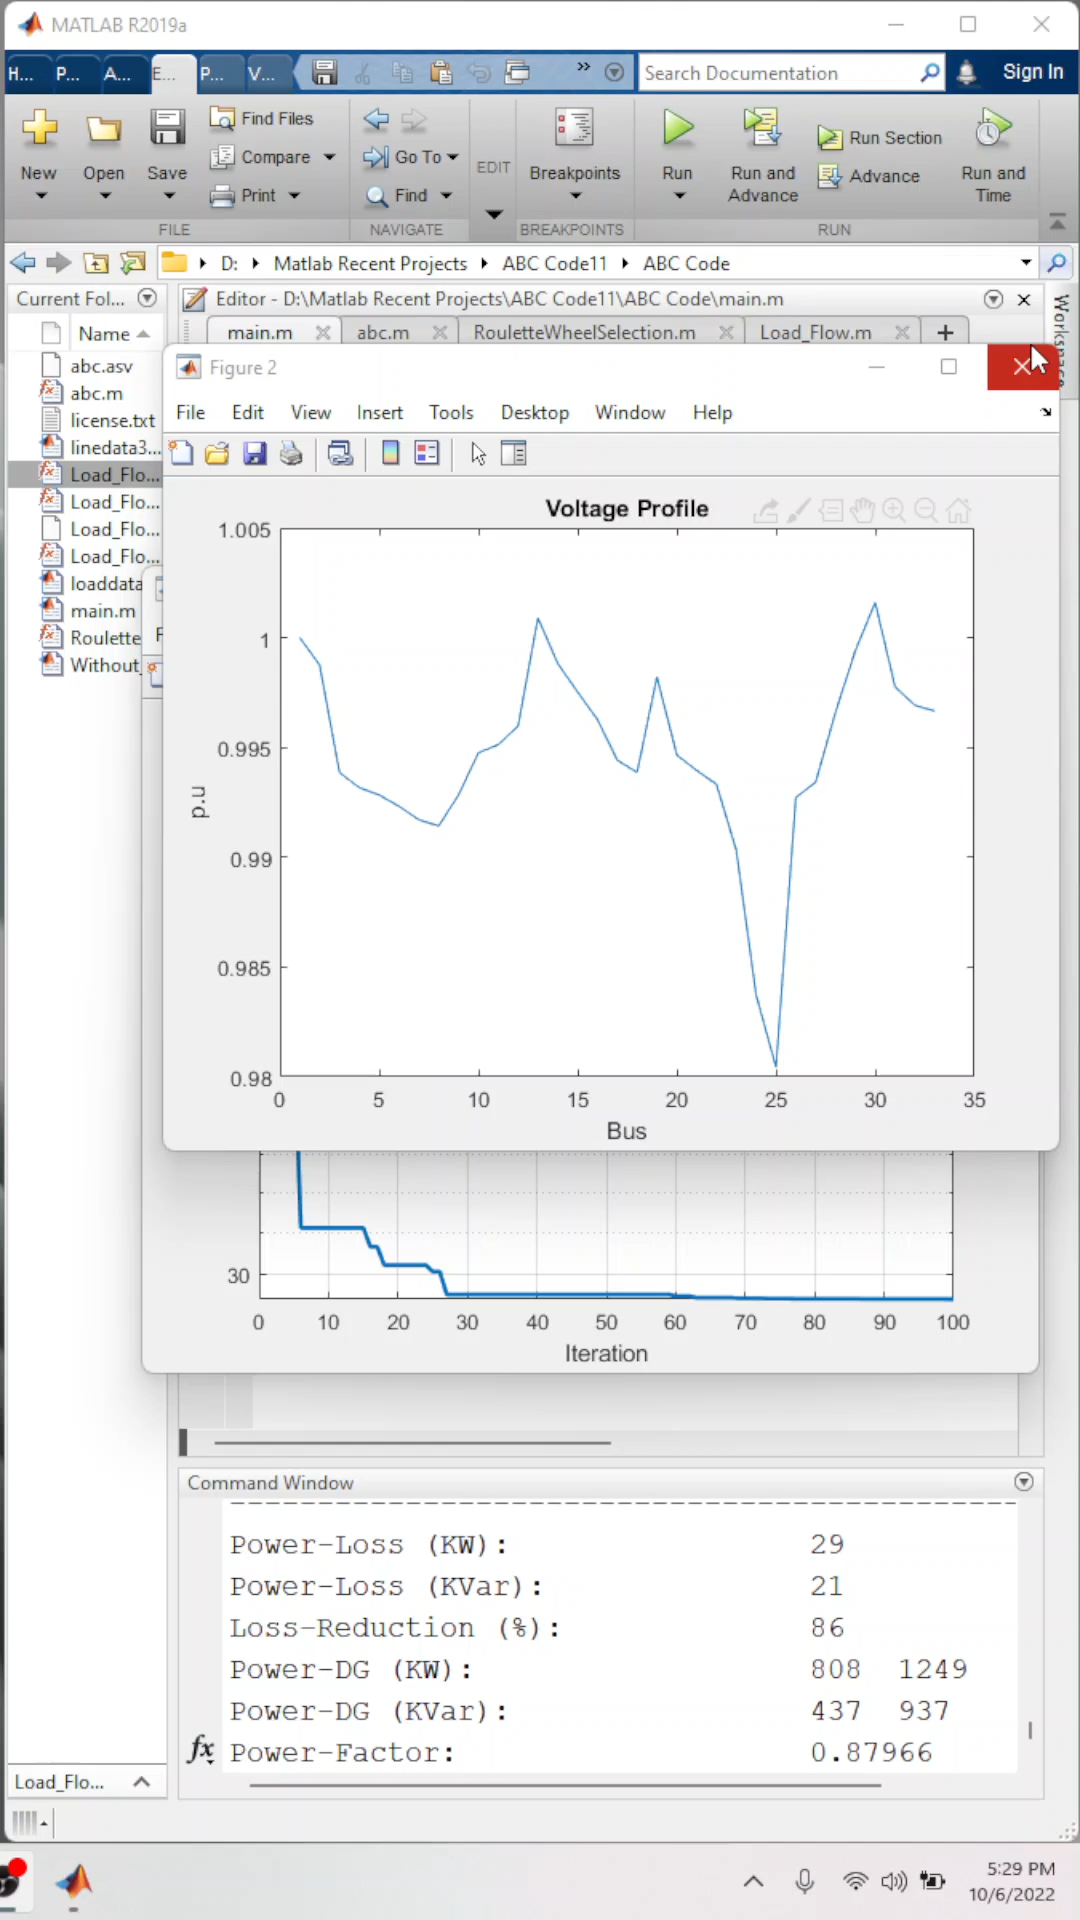 MATLAB R2019a
H... P... A... E... P... V...
Search Documentation
Sign In
New
Open
Save
Find Files
Compare
Print
FILE
Go To
Find
NAVIGATE
EDIT
Breakpoints
BREAKPOINTS
Run
Run and Advance
Run Section
Advance
Run and Time
RUN
D: Matlab Recent Projects ABC Code11 ABC Code
Current Fol...
Editor - D:\Matlab Recent Projects\ABC Code11\ABC Code\main.m
Workspace
Name
main.m abc.m RouletteWheelSelection.m Load_Flow.m
abc.asv
abc.m
license.txt
linedata3...
Load_Flo...
Load_Flo...
Load_Flo...
Load_Flo...
loaddata
main.m
Roulette
Without_
Figure 2
File Edit View Insert Tools Desktop Window Help
Voltage Profile
1.005
1
0.995
0.99
0.985
0.98
p.u
0 5 10 15 20 25 30 35
Bus
30
0 10 20 30 40 50 60 70 80 90 100
Iteration
Command Window
Power-Loss (KW): 29
Power-Loss (KVar): 21
Loss-Reduction (%): 86
Power-DG (KW): 808 1249
Power-DG (KVar): 437 937
fx Power-Factor: 0.87966
Load_Flo...
5:29 PM
10/6/2022